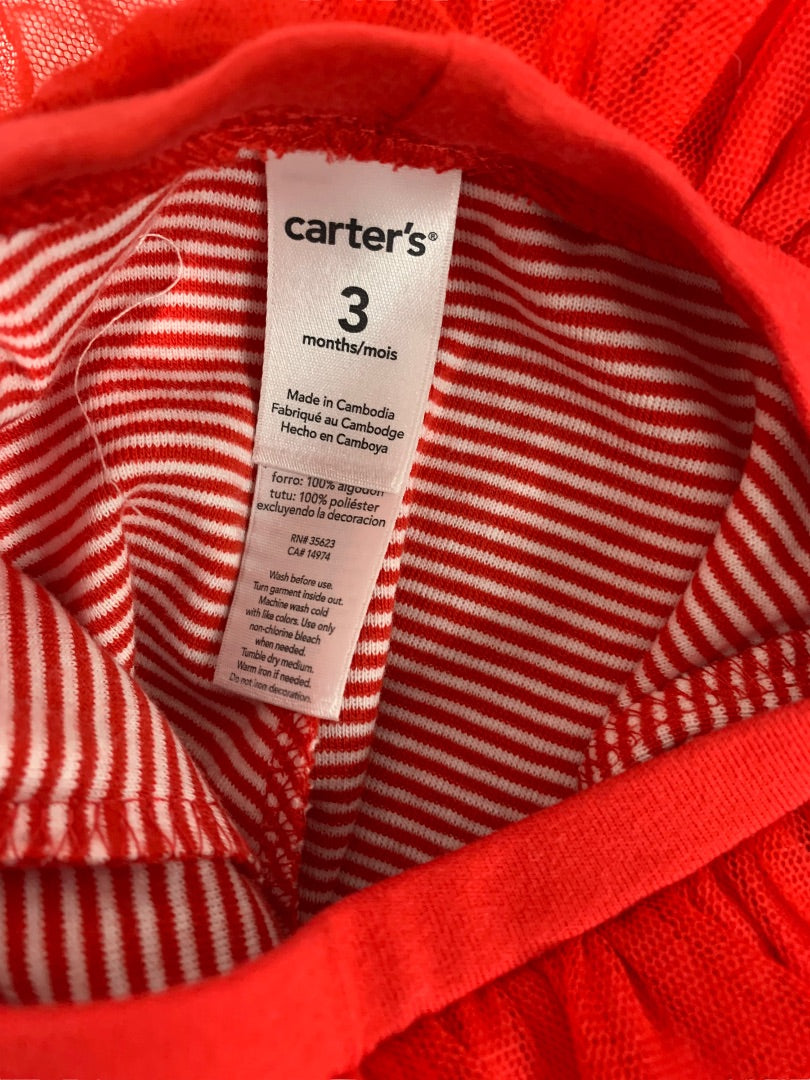 carter's®
3
months/mois
Made in Cambodia
Fabriqué au Cambodge
Hecho en Camboya
forro: 100% algodón
tutu: 100% poliéster
excluyendo la decoracion
RN# 35623
CA# 14974
Wash before use.
Turn garment inside out.
Machine wash cold
with like colors. Use only
non-chlorine bleach
when needed.
Tumble dry medium.
Warm iron if needed.
Do not iron decoration.